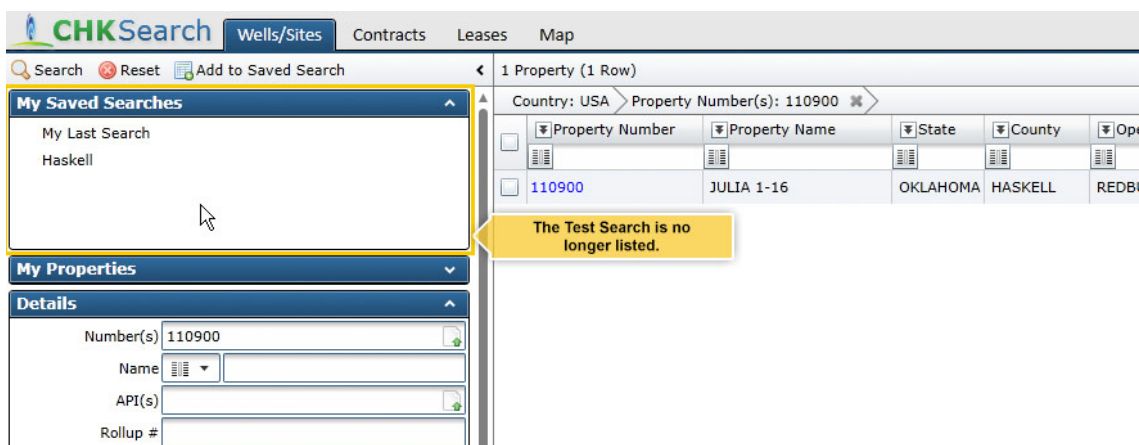 CHKSearch Wells/Sites Contracts Leases Map
Search Reset Add to Saved Search
1 Property (1 Row)
My Saved Searches
My Last Search
Haskell
Country: USA Property Number(s): 110900
Property Number Property Name State County Ope
110900 JULIA 1-16 OKLAHOMA HASKELL REDBU
The Test Search is no
longer listed.
My Properties
Details
Number(s) 110900
Name
API(s)
Rollup #